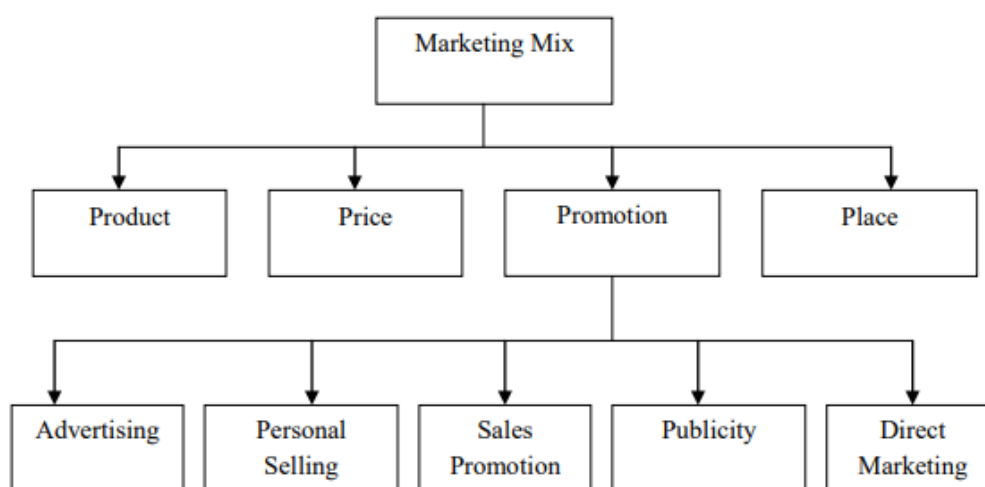 Marketing Mix
Product
Price
Promotion
Place
Advertising
Personal
Selling
Sales
Promotion
Publicity
Direct
Marketing